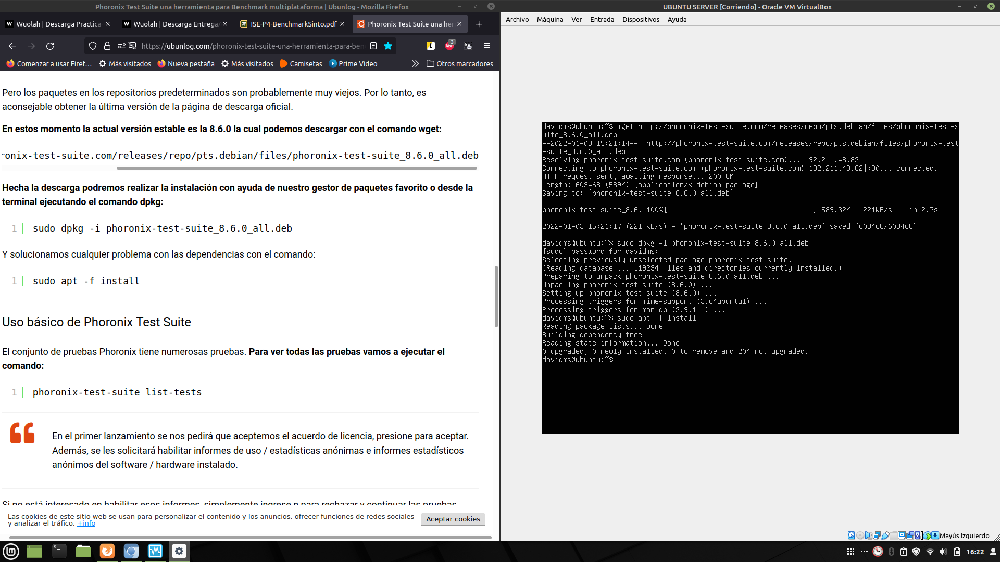 Phoronix Test Suite una herramienta para Benchmark multiplataforma | Ubunlog - Mozilla Firefox
Wuolah | Descarga Practica-
Wuolah | Descarga EntregaA
ISE-P4-BenchmarkSinto.pdf
Phoronix Test Suite una her
https://ubunlog.com/phoronix-test-suite-una-herramienta-para-ben
3
ABP
Comenzar a usar Firef...
Más visitados
Nueva pestaña
Más visitados
Camisetas
Prime Video
Otros marcadores
Pero los paquetes en los repositorios predeterminados son probablemente muy viejos. Por lo tanto, es
aconsejable obtener la última versión de la página de descarga oficial.
En estos momento la actual versión estable es la 8.6.0 la cual podemos descargar con el comando wget:
ronix-test-suite.com/releases/repo/pts.debian/files/phoronix-test-suite_8.6.0_all.deb
Hecha la descarga podremos realizar la instalación con ayuda de nuestro gestor de paquetes favorito o desde la
terminal ejecutando el comando dpkg:
1 sudo dpkg -i phoronix-test-suite_8.6.0_all.deb
Y solucionamos cualquier problema con las dependencias con el comando:
1 sudo apt -f install
Uso básico de Phoronix Test Suite
El conjunto de pruebas Phoronix tiene numerosas pruebas. Para ver todas las pruebas vamos a ejecutar el
comando:
1 phoronix-test-suite list-tests
En el primer lanzamiento se nos pedirá que aceptemos el acuerdo de licencia, presione para aceptar.
Además, se les solicitará habilitar informes de uso / estadísticas anónimas e informes estadísticos
anónimos del software / hardware instalado.
Si no está interesado en habilitar esos informes, simplemente ingrese n para rechazar y continuar las pruebas
Las cookies de este sitio web se usan para personalizar el contenido y los anuncios, ofrecer funciones de redes sociales
y analizar el tráfico. +info
Aceptar cookies
UBUNTU SERVER [Corriendo] - Oracle VM VirtualBox
Archivo Máquina Ver Entrada Dispositivos Ayuda
davidms@ubuntu:~$ wget http://phoronix-test-suite.com/releases/repo/pts.debian/files/phoronix-test-s
uite_8.6.0_all.deb
--2022-01-03 15:21:14--  http://phoronix-test-suite.com/releases/repo/pts.debian/files/phoronix-test
-suite_8.6.0_all.deb
Resolving phoronix-test-suite.com (phoronix-test-suite.com)... 192.211.48.82
Connecting to phoronix-test-suite.com (phoronix-test-suite.com)|192.211.48.82|:80... connected.
HTTP request sent, awaiting response... 200 OK
Length: 603468 (589K) [application/x-debian-package]
Saving to: ‘phoronix-test-suite_8.6.0_all.deb’
phoronix-test-suite_8.6. 100%[==================================>] 589.32K   221KB/s    in 2.7s
2022-01-03 15:21:17 (221 KB/s) - ‘phoronix-test-suite_8.6.0_all.deb’ saved [603468/603468]
davidms@ubuntu:~$ sudo dpkg -i phoronix-test-suite_8.6.0_all.deb
[sudo] password for davidms:
Selecting previously unselected package phoronix-test-suite.
(Reading database ... 119234 files and directories currently installed.)
Preparing to unpack phoronix-test-suite_8.6.0_all.deb ...
Unpacking phoronix-test-suite (8.6.0) ...
Setting up phoronix-test-suite (8.6.0) ...
Processing triggers for mime-support (3.64ubuntu1) ...
Processing triggers for man-db (2.9.1-1) ...
davidms@ubuntu:~$ sudo apt -f install
Reading package lists... Done
Building dependency tree
Reading state information... Done
0 upgraded, 0 newly installed, 0 to remove and 204 not upgraded.
davidms@ubuntu:~$
Mayús Izquierdo
16:22